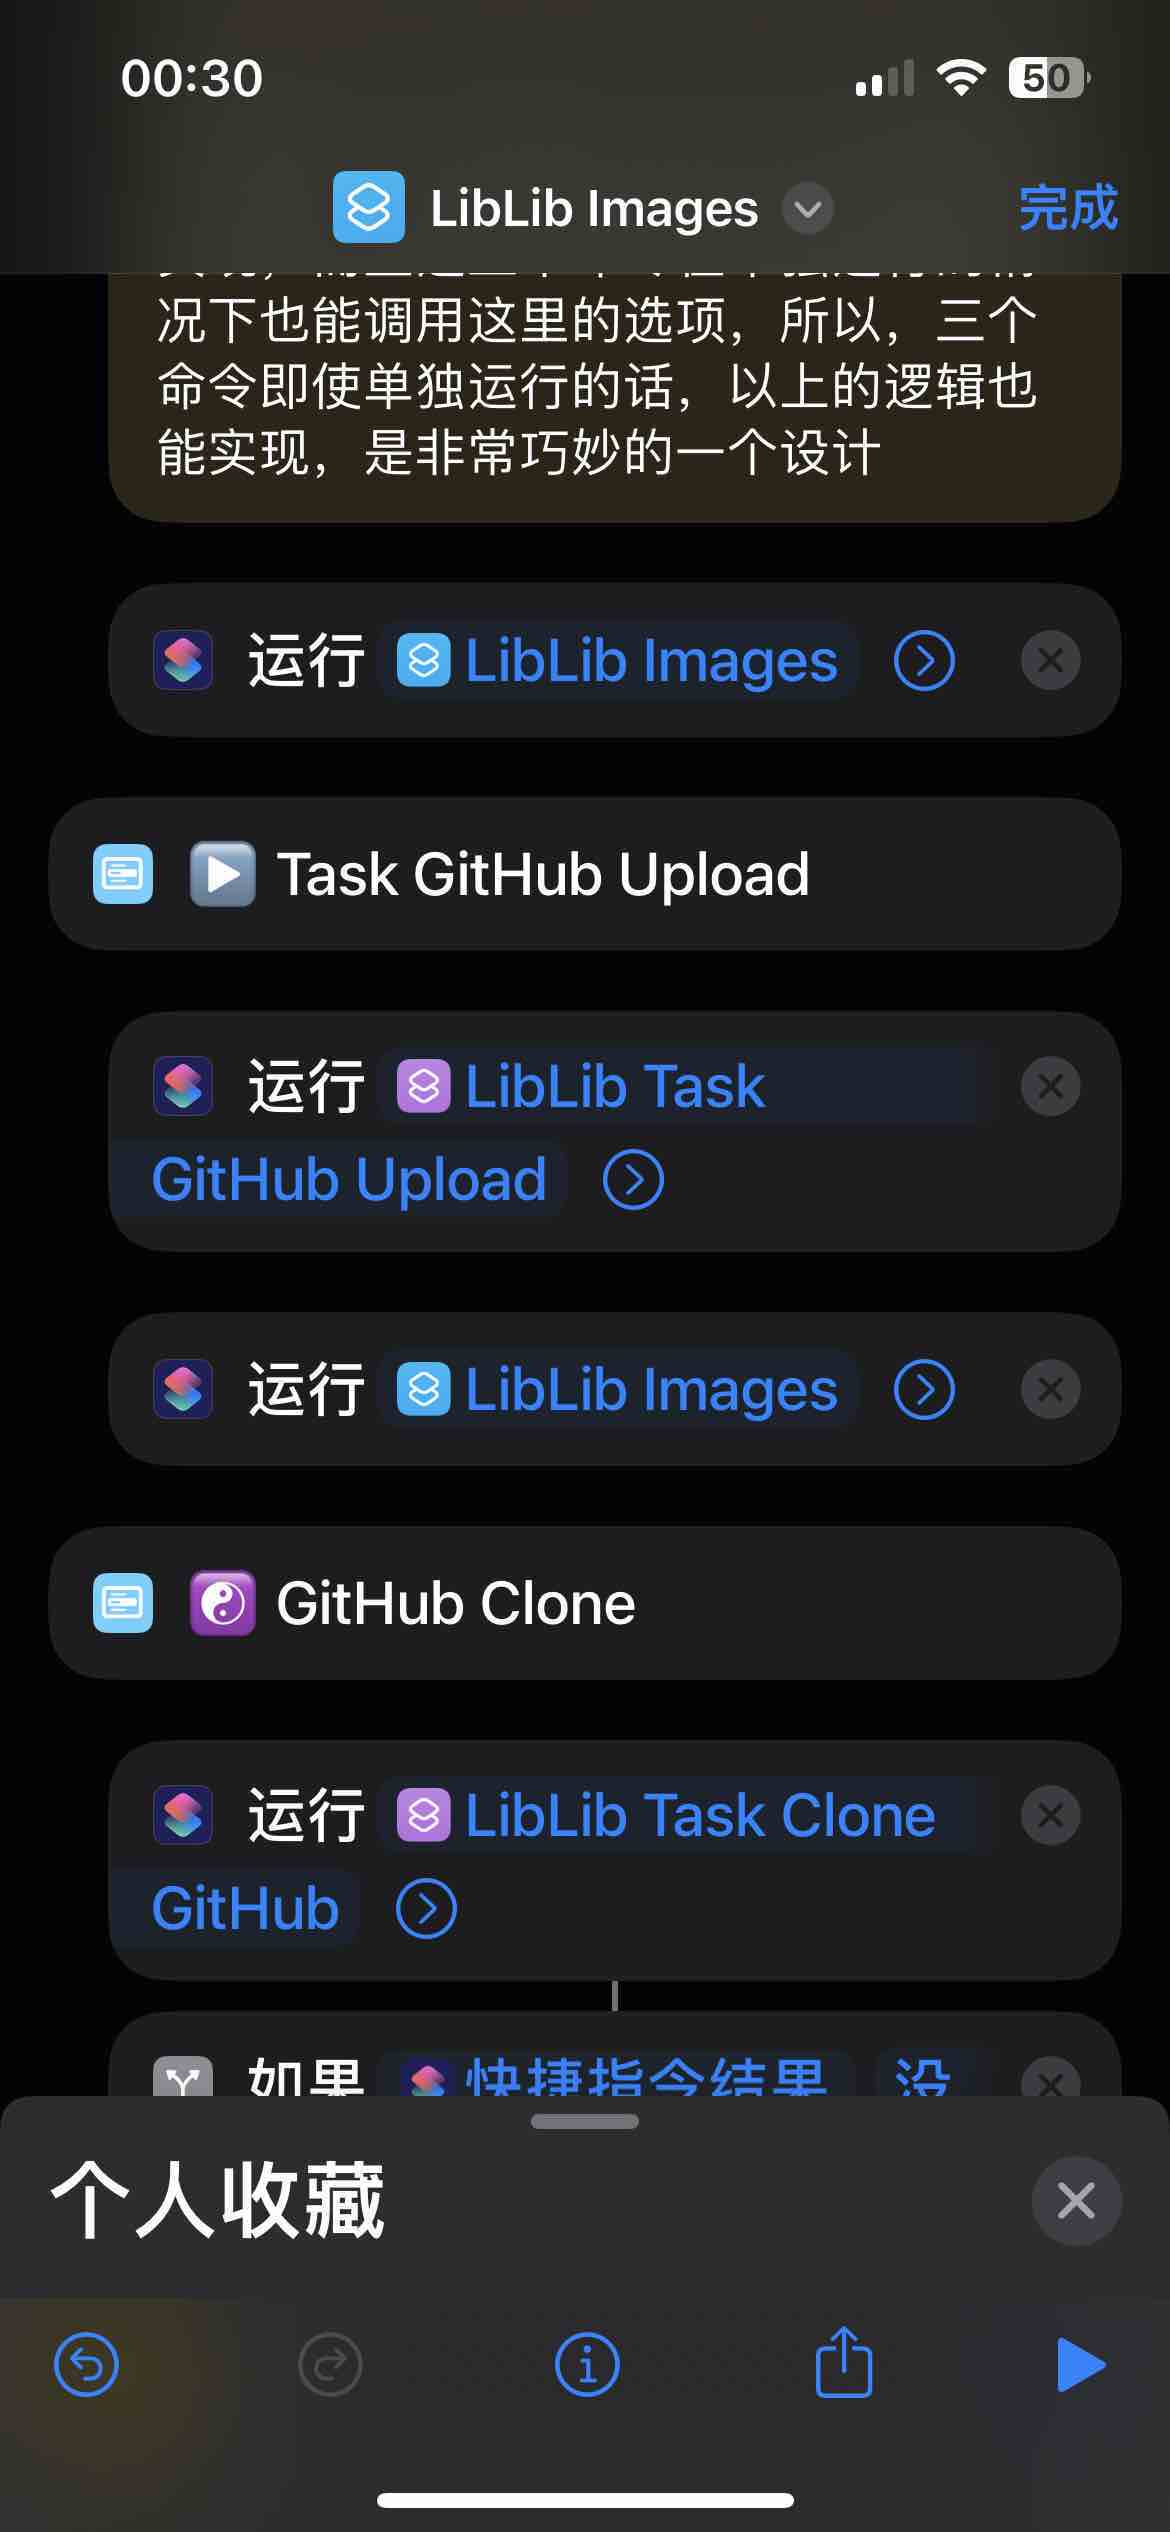 00:30
50
LibLib Images
完成
况下也能调用这里的选项，所以，三个
命令即使单独运行的话，以上的逻辑也
能实现，是非常巧妙的一个设计
运行 LibLib Images
Task GitHub Upload
运行 LibLib Task
GitHub Upload
运行 LibLib Images
GitHub Clone
运行 LibLib Task Clone
GitHub
如果 快捷指令结果 没
个人收藏